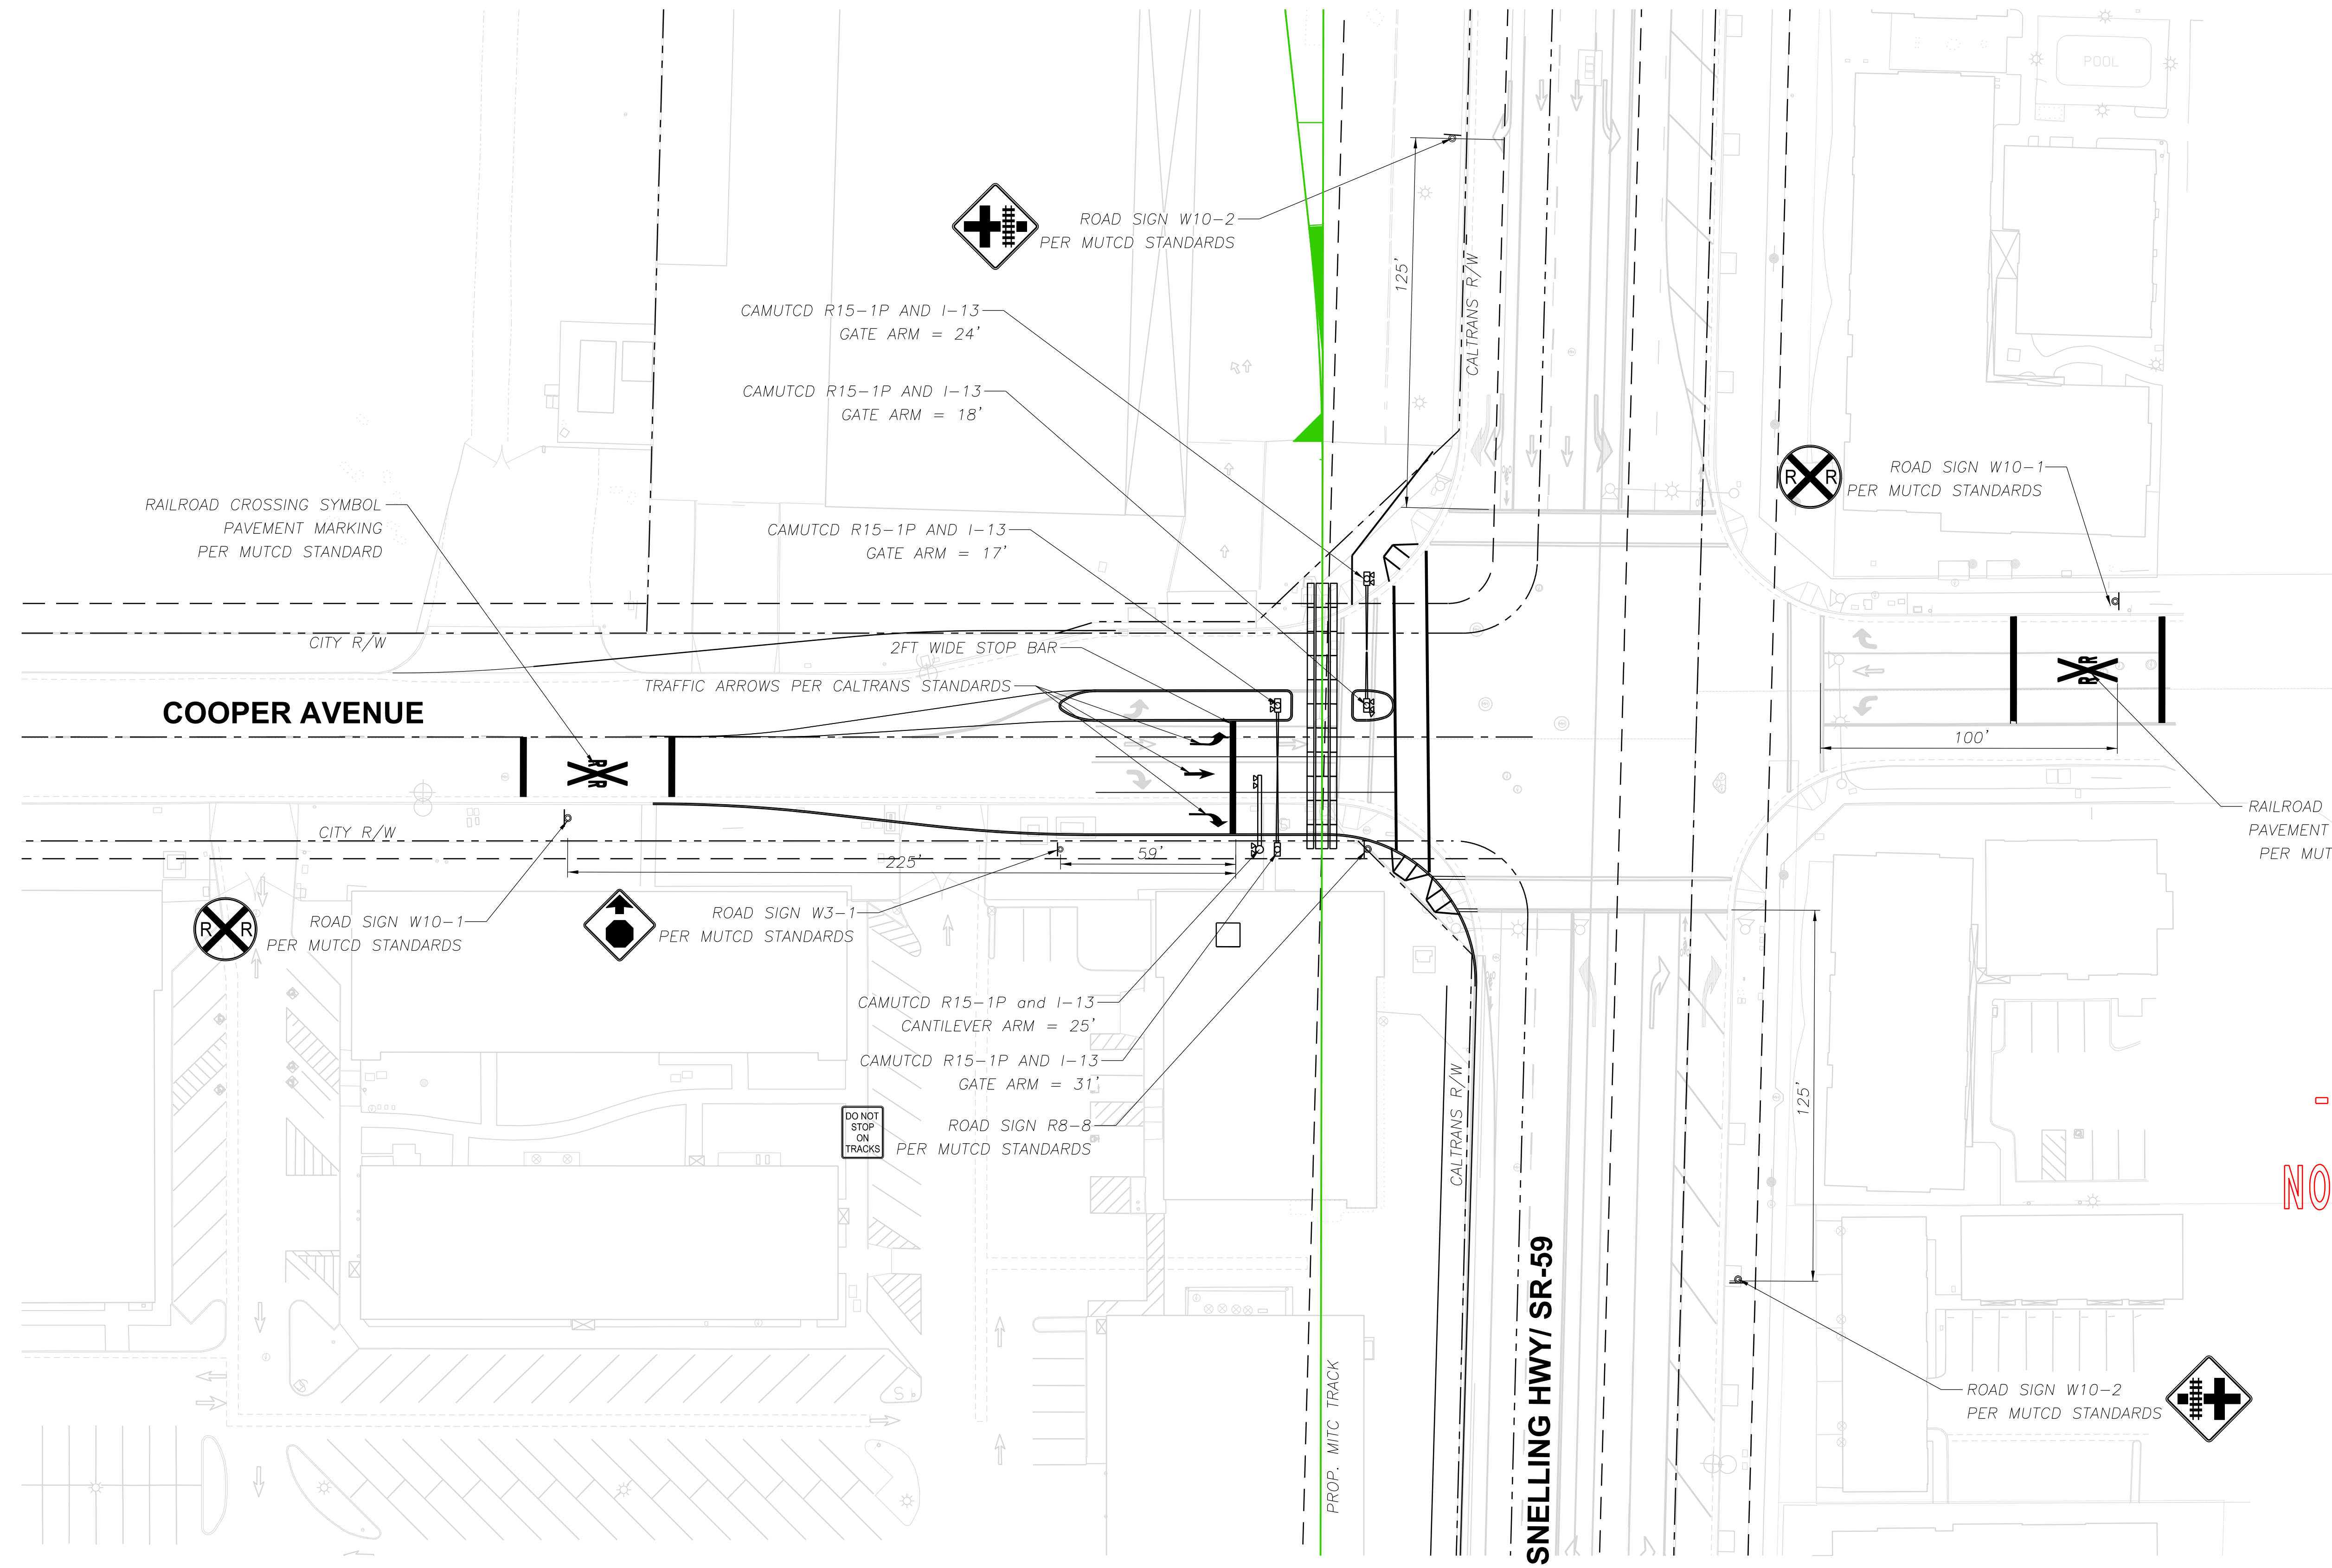 POOL
ROAD SIGN W10-2
PER MUTCD STANDARDS
125'
CALTRANS R/W
CAMUTCD R15-1P AND I-13
GATE ARM = 24'
CAMUTCD R15-1P AND I-13
GATE ARM = 18'
R R
ROAD SIGN W10-1
PER MUTCD STANDARDS
RAILROAD CROSSING SYMBOL
PAVEMENT MARKING
PER MUTCD STANDARD
CAMUTCD R15-1P AND I-13
GATE ARM = 17'
CITY R/W
2FT WIDE STOP BAR
TRAFFIC ARROWS PER CALTRANS STANDARDS
COOPER AVENUE
R R
R R
100'
RAILROAD
PAVEMENT
PER MUT
CITY R/W
225'
59'
R R
ROAD SIGN W10-1
PER MUTCD STANDARDS
ROAD SIGN W3-1
PER MUTCD STANDARDS
CAMUTCD R15-1P and I-13
CANTILEVER ARM = 25'
CAMUTCD R15-1P AND I-13
GATE ARM = 31'
DO NOT
STOP
ON
TRACKS
ROAD SIGN R8-8
PER MUTCD STANDARDS
CALTRANS R/W
125'
NO
SNELLING HWY/ SR-59
PROP. MITC TRACK
ROAD SIGN W10-2
PER MUTCD STANDARDS